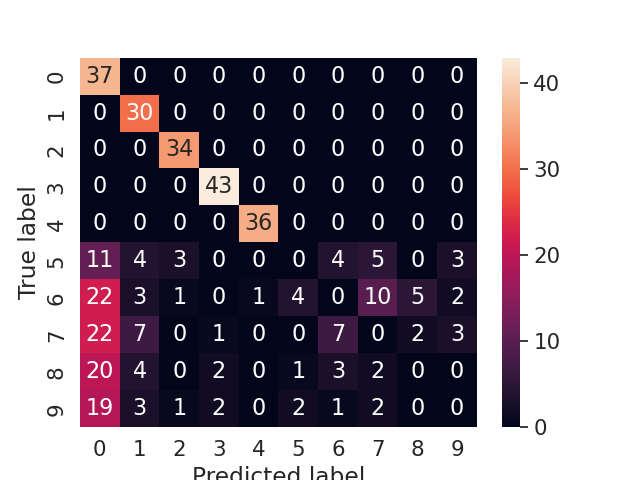 0 37 0 0 0 0 0 0 0 0 0
1 0 30 0 0 0 0 0 0 0 0
2 0 0 34 0 0 0 0 0 0 0
3 0 0 0 43 0 0 0 0 0 0
4 0 0 0 0 36 0 0 0 0 0
5 11 4 3 0 0 0 4 5 0 3
6 22 3 1 0 1 4 0 10 5 2
7 22 7 0 1 0 0 7 0 2 3
8 20 4 0 2 0 1 3 2 0 0
9 19 3 1 2 0 2 1 2 0 0
0 1 2 3 4 5 6 7 8 9
Predicted label
True label
40
30
20
10
0